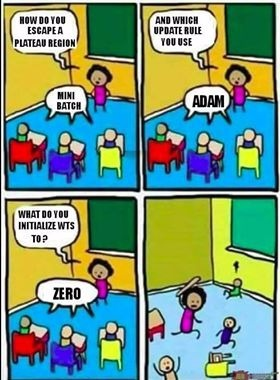 HOW DO YOU
ESCAPE A
PLATEAU REGION
MINI
BATCH
AND WHICH
UPDATE RULE
YOU USE
ADAM
WHAT DO YOU
INITIALIZE WTS
TO ?
ZERO